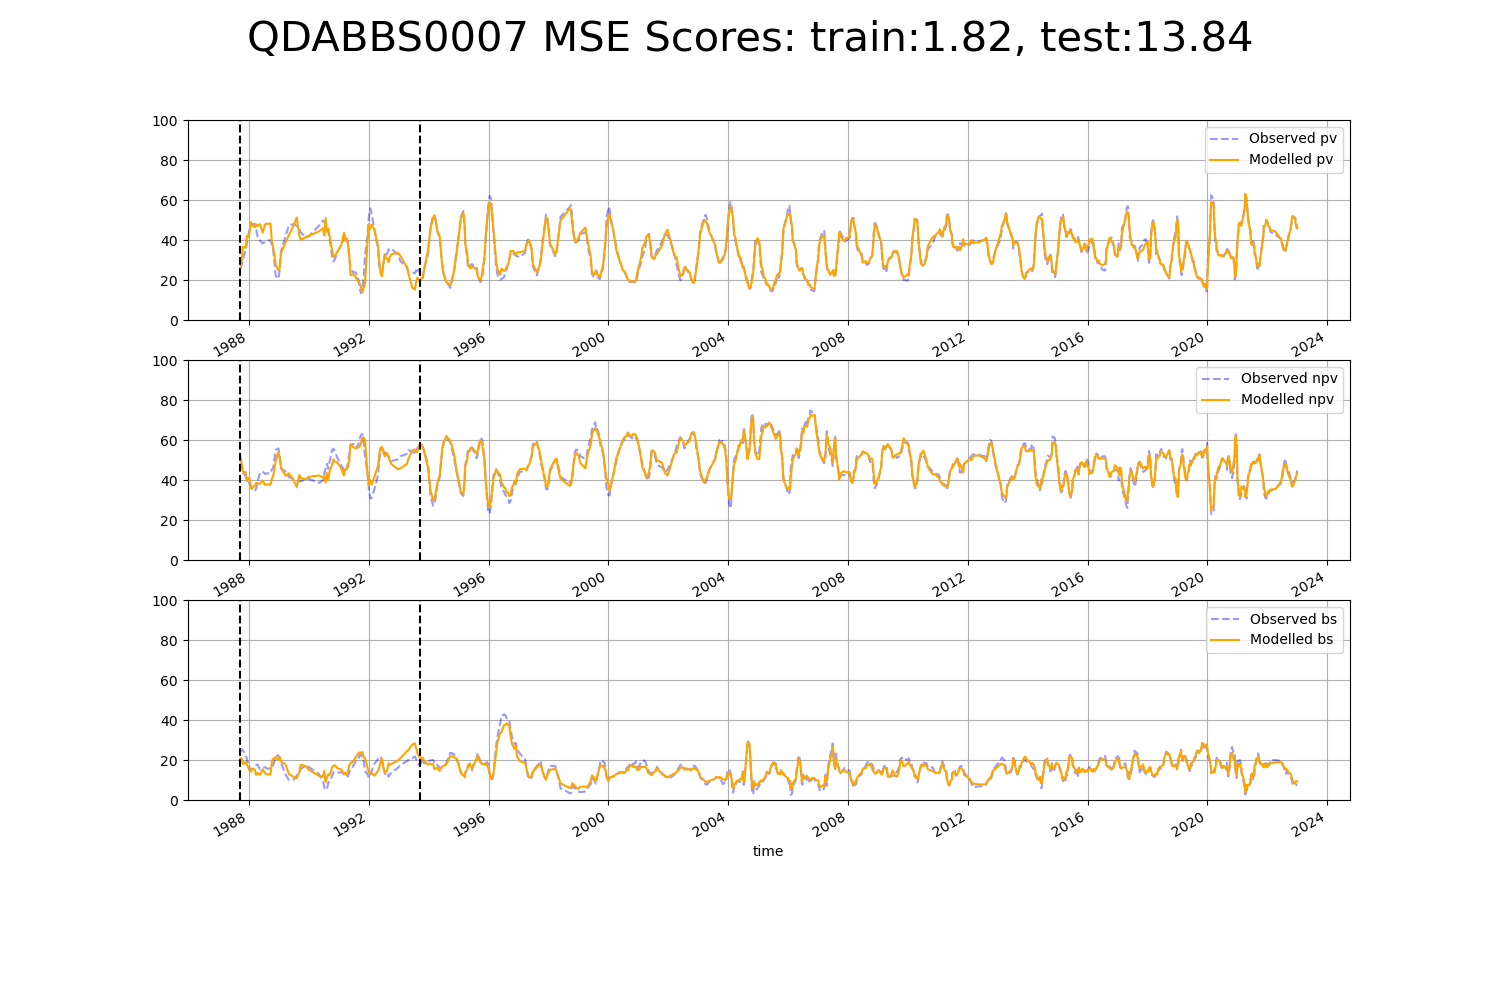 QDABBS0007 MSE Scores: train:1.82, test:13.84
100
80
60
40
20
0
Observed pv
Modelled pv
1988 1992 1996 2000 2004 2008 2012 2016 2020 2024
100
80
60
40
20
0
Observed npv
Modelled npv
1988 1992 1996 2000 2004 2008 2012 2016 2020 2024
100
80
60
40
20
0
Observed bs
Modelled bs
1988 1992 1996 2000 2004 2008 2012 2016 2020 2024
time